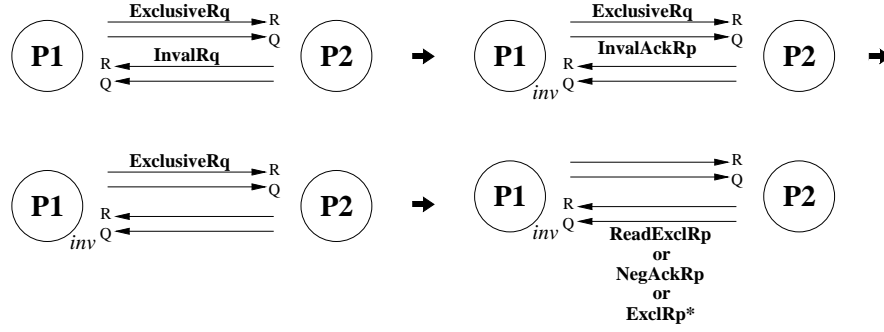 ExclusiveRq
R
Q
P1
InvalRq
R
Q
P2
ExclusiveRq
R
Q
P1
InvalAckRp
R
Q
inv
P2
ExclusiveRq
R
Q
P1
R
Q
inv
P2
R
Q
P1
R
Q
inv
P2
ReadExclRp
or
NegAckRp
or
ExclRp*